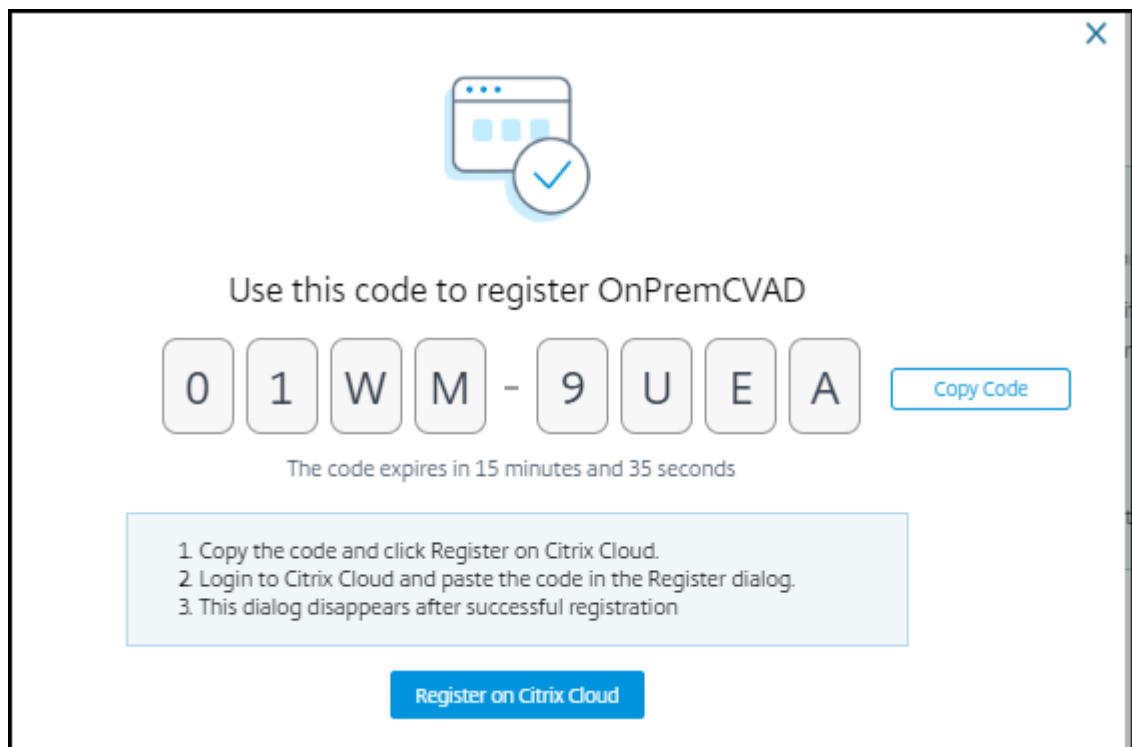 Use this code to register OnPremCVAD
0 1 W M - 9 U E A Copy Code
The code expires in 15 minutes and 35 seconds
1. Copy the code and click Register on Citrix Cloud.
2. Login to Citrix Cloud and paste the code in the Register dialog.
3. This dialog disappears after successful registration
Register on Citrix Cloud